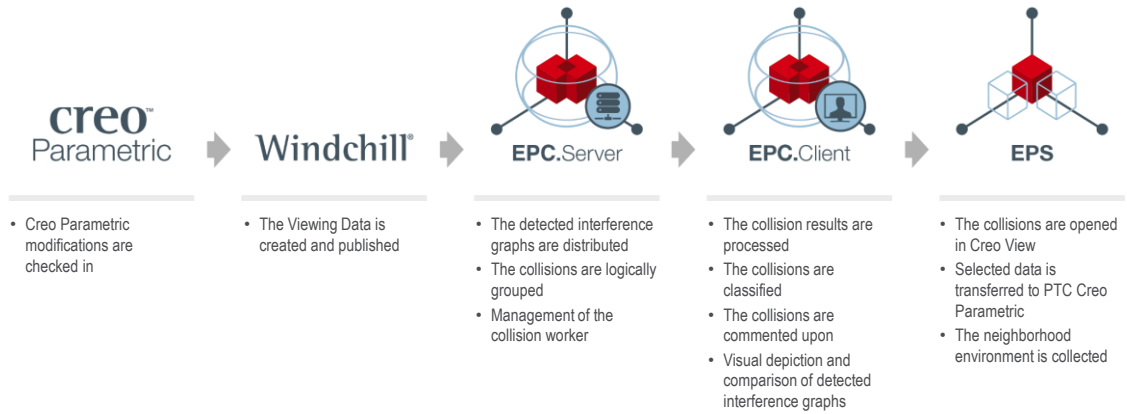 creo™
Parametric
Windchill®
EPC.Server
EPC.Client
EPS
• Creo Parametric
modifications are
checked in
• The Viewing Data is
created and published
• The detected interference
graphs are distributed
• The collisions are logically
grouped
• Management of the
collision worker
• The collision results are
processed
• The collisions are
classified
• The collisions are
commented upon
• Visual depiction and
comparison of detected
interference graphs
• The collisions are opened
in Creo View
• Selected data is
transferred to PTC Creo
Parametric
• The neighborhood
environment is collected